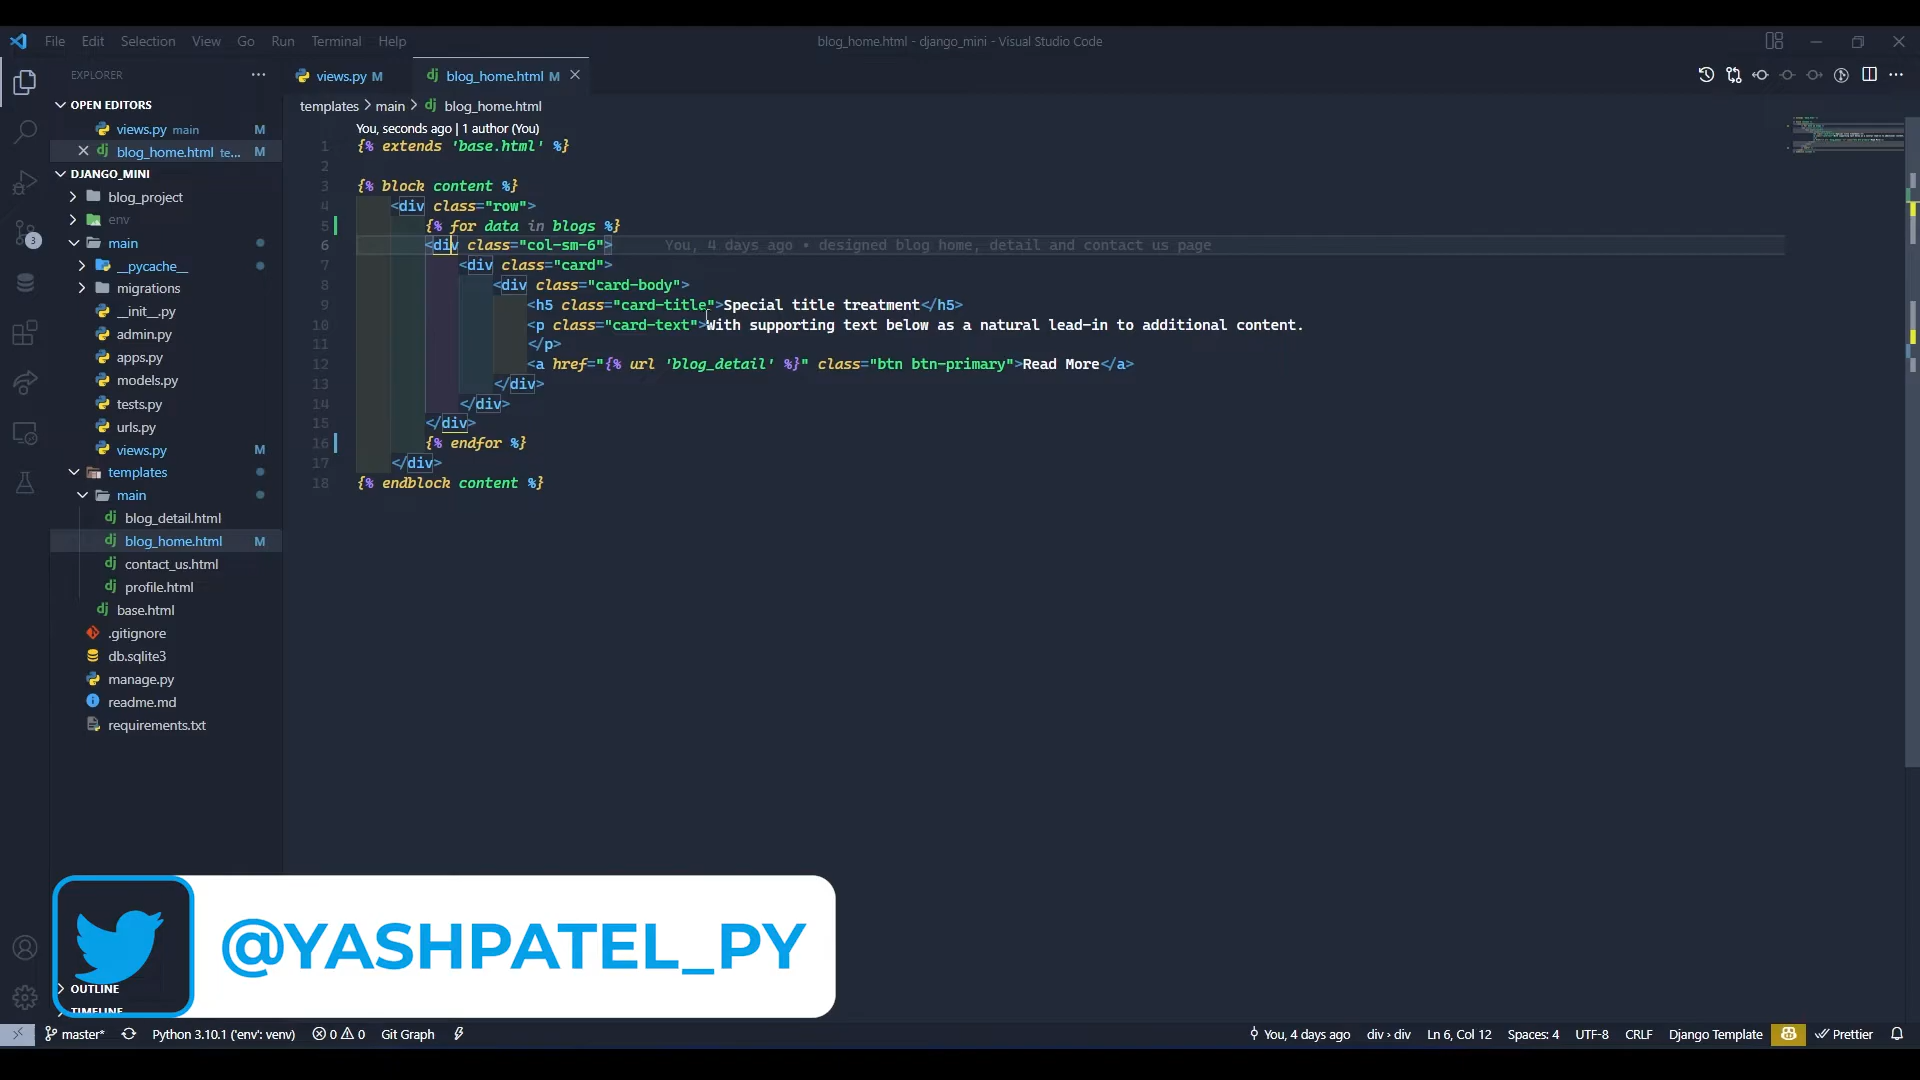 File Edit Selection View Go Run Terminal Help
blog_home.html - django_mini - Visual Studio Code
EXPLORER
OPEN EDITORS
views.py main M
blog_home.html te... M
DJANGO_MINI
blog_project
env
main
__pycache__
migrations
__init__.py
admin.py
apps.py
models.py
tests.py
urls.py
views.py M
templates
main
blog_detail.html
blog_home.html M
contact_us.html
profile.html
base.html
.gitignore
db.sqlite3
manage.py
readme.md
requirements.txt
OUTLINE
TIMELINE
3
views.py M
blog_home.html M
templates > main > blog_home.html
You, seconds ago | 1 author (You)
1 {% extends 'base.html' %}
2
3 {% block content %}
4 <div class="row">
5 {% for data in blogs %}
6 <div class="col-sm-6"> You, 4 days ago • designed blog home, detail and contact us page
7 <div class="card">
8 <div class="card-body">
9 <h5 class="card-title">Special title treatment</h5>
10 <p class="card-text">With supporting text below as a natural lead-in to additional content.
11 </p>
12 <a href="{% url 'blog_detail' %}" class="btn btn-primary">Read More</a>
13 </div>
14 </div>
15 </div>
16 {% endfor %}
17 </div>
18 {% endblock content %}
@YASHPATEL_PY
master* Python 3.10.1 ('env': venv) 0 0 Git Graph
You, 4 days ago div › div Ln 6, Col 12 Spaces: 4 UTF-8 CRLF Django Template Prettier